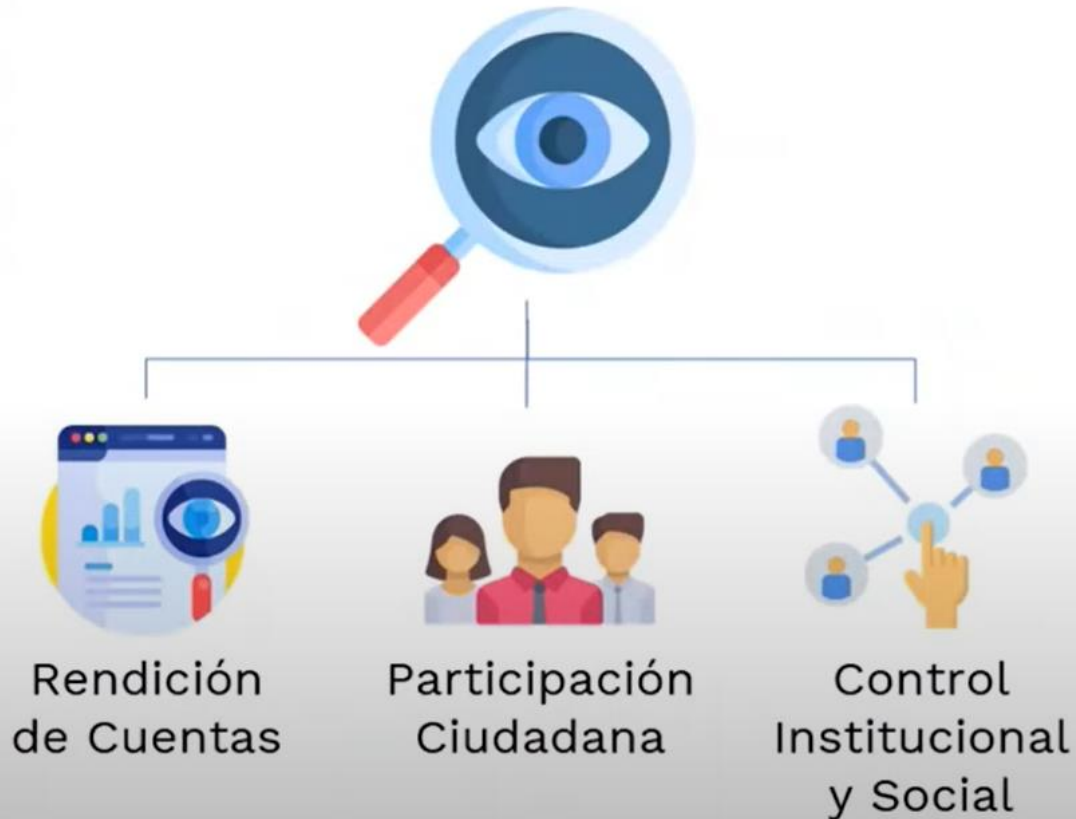 Rendición
de Cuentas
Participación
Ciudadana
Control
Institucional
y Social